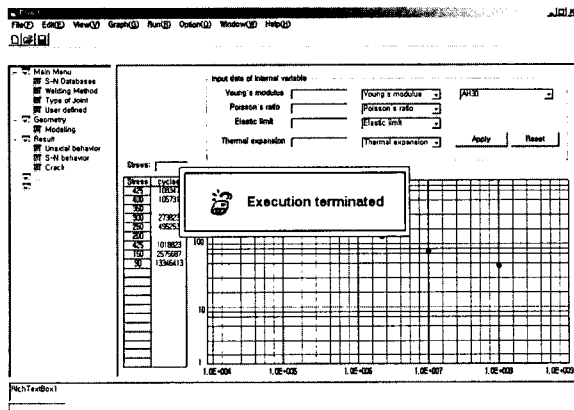 File(F) Edit(E) View(V) Graph(G) Run(R) Option(O) Window(W) Help(H)
Main Menu
S-N Databases
Welding Method
Type of Joint
User defined
Geometry
Modeling
Result
Uniaxial behavior
S-N behavior
Crack
Input data of internal variable
Young's modulus Young's modulus AH30
Poisson's ratio Poisson's ratio
Elastic limit Elastic limit
Thermal expansion Thermal expansion Apply Reset
Stress:
Stress cycles
425
400 105731
350
300 273823
250
200
425 1018823
150 2575687
90 13346413
Execution terminated
100
10
1
1.0E+004 1.0E+005 1.0E+006 1.0E+007 1.0E+008 1.0E+009
RichTextBox1